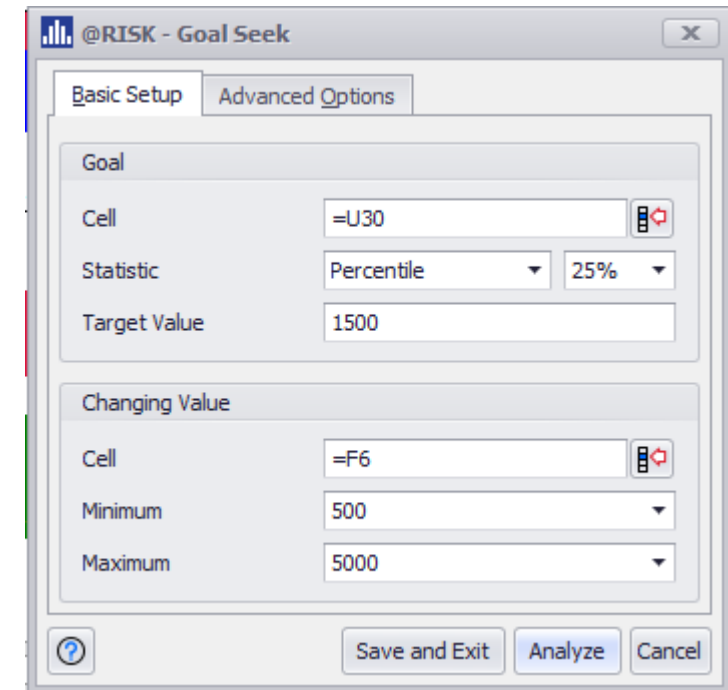 @RISK - Goal Seek
Basic Setup Advanced Options
Goal
Cell =U30
Statistic Percentile 25%
Target Value 1500
Changing Value
Cell =F6
Minimum 500
Maximum 5000
? Save and Exit Analyze Cancel